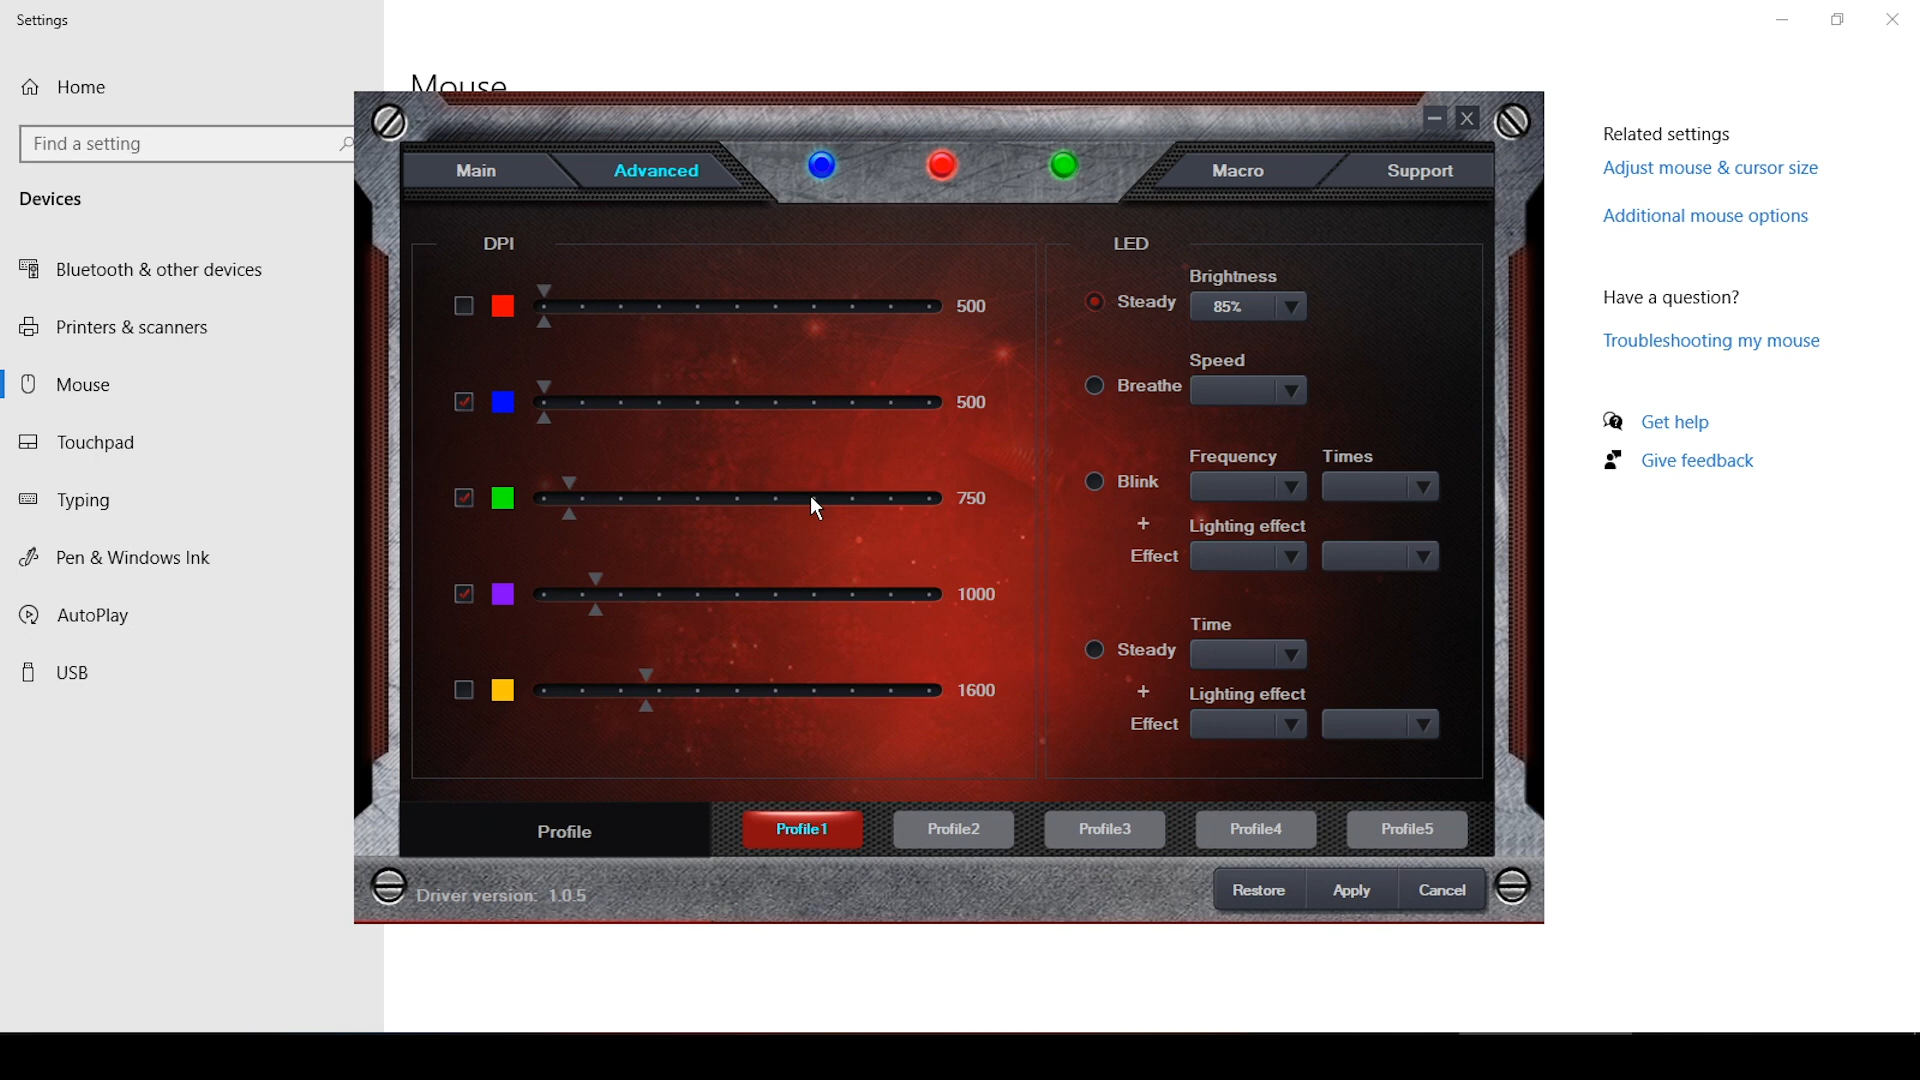 Settings
Home
Find a setting
Devices
Bluetooth & other devices
Printers & scanners
Mouse
Touchpad
Typing
Pen & Windows Ink
AutoPlay
USB
Mouse
Main
Advanced
Macro
Support
DPI
500
500
750
1000
1600
LED
Brightness
Steady
85%
Speed
Breathe
Frequency
Times
Blink
+
Lighting effect
Effect
Time
Steady
+
Lighting effect
Effect
Profile
Profile1
Profile2
Profile3
Profile4
Profile5
Driver version: 1.0.5
Restore
Apply
Cancel
Related settings
Adjust mouse & cursor size
Additional mouse options
Have a question?
Troubleshooting my mouse
Get help
Give feedback